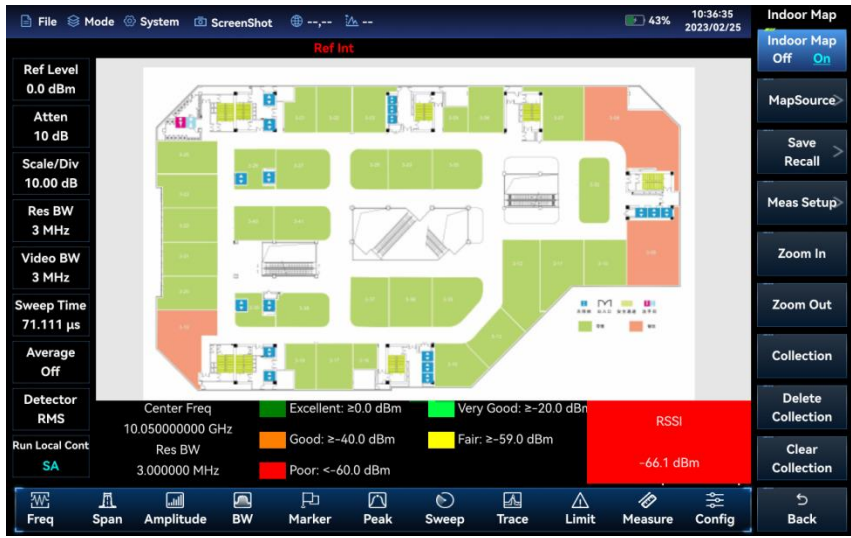 File Mode System ScreenShot --,-- --
43% 10:36:35
2023/02/25
Indoor Map
Ref Int
Ref Level
0.0 dBm
Atten
10 dB
Scale/Div
10.00 dB
Res BW
3 MHz
Video BW
3 MHz
Sweep Time
71.111 µs
Average
Off
Detector
RMS
Run Local Cont
SA
Center Freq
10.050000000 GHz
Res BW
3.000000 MHz
Excellent: ≥0.0 dBm
Very Good: ≥-20.0 dBm
Good: ≥-40.0 dBm
Fair: ≥-59.0 dBm
Poor: <-60.0 dBm
RSSI
-66.1 dBm
Indoor Map
Off On
MapSource>
Save
Recall >
Meas Setup>
Zoom In
Zoom Out
Collection
Delete
Collection
Clear
Collection
Back
Freq Span Amplitude BW Marker Peak Sweep Trace Limit Measure Config